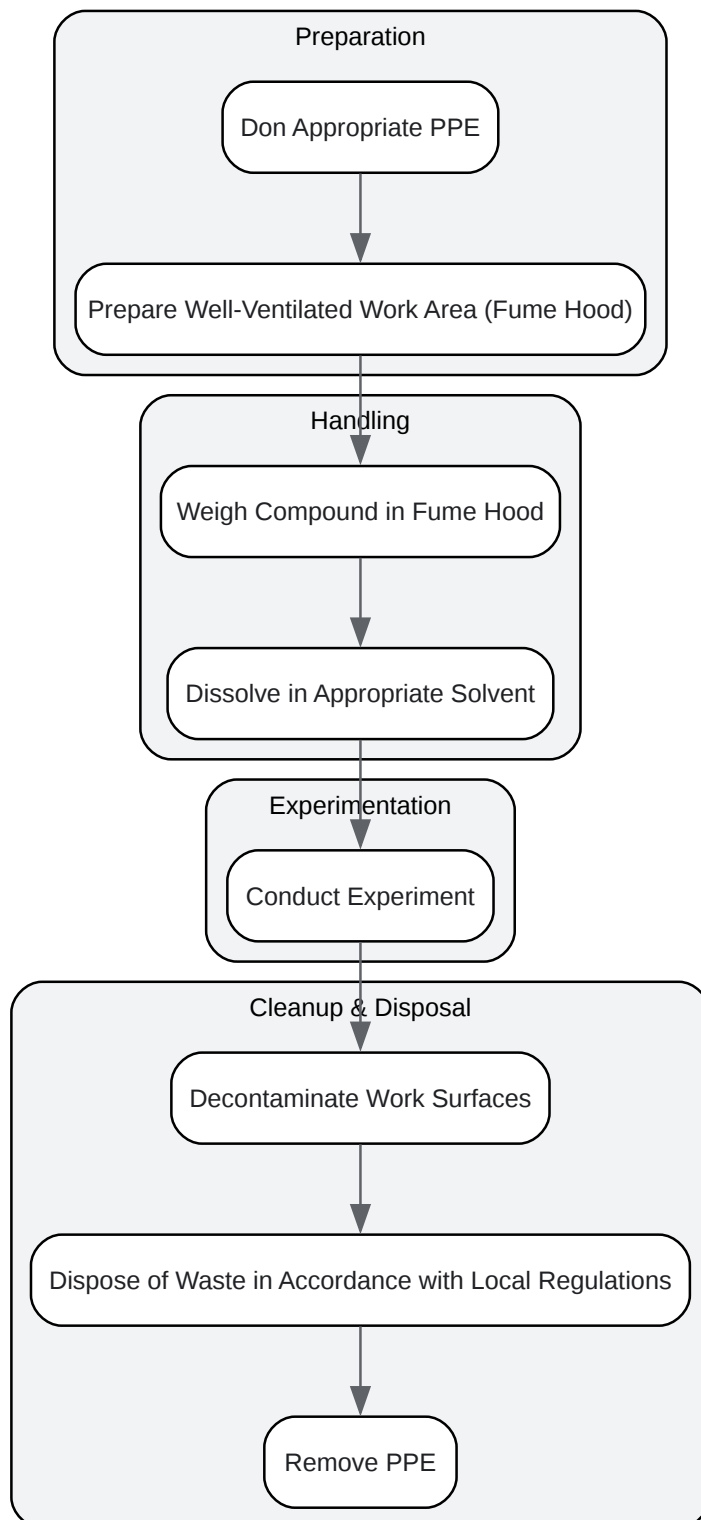 Preparation
Don Appropriate PPE
Prepare Well-Ventilated Work Area (Fume Hood)
Handling
Weigh Compound in Fume Hood
Dissolve in Appropriate Solvent
Experimentation
Conduct Experiment
Cleanup & Disposal
Decontaminate Work Surfaces
Dispose of Waste in Accordance with Local Regulations
Remove PPE